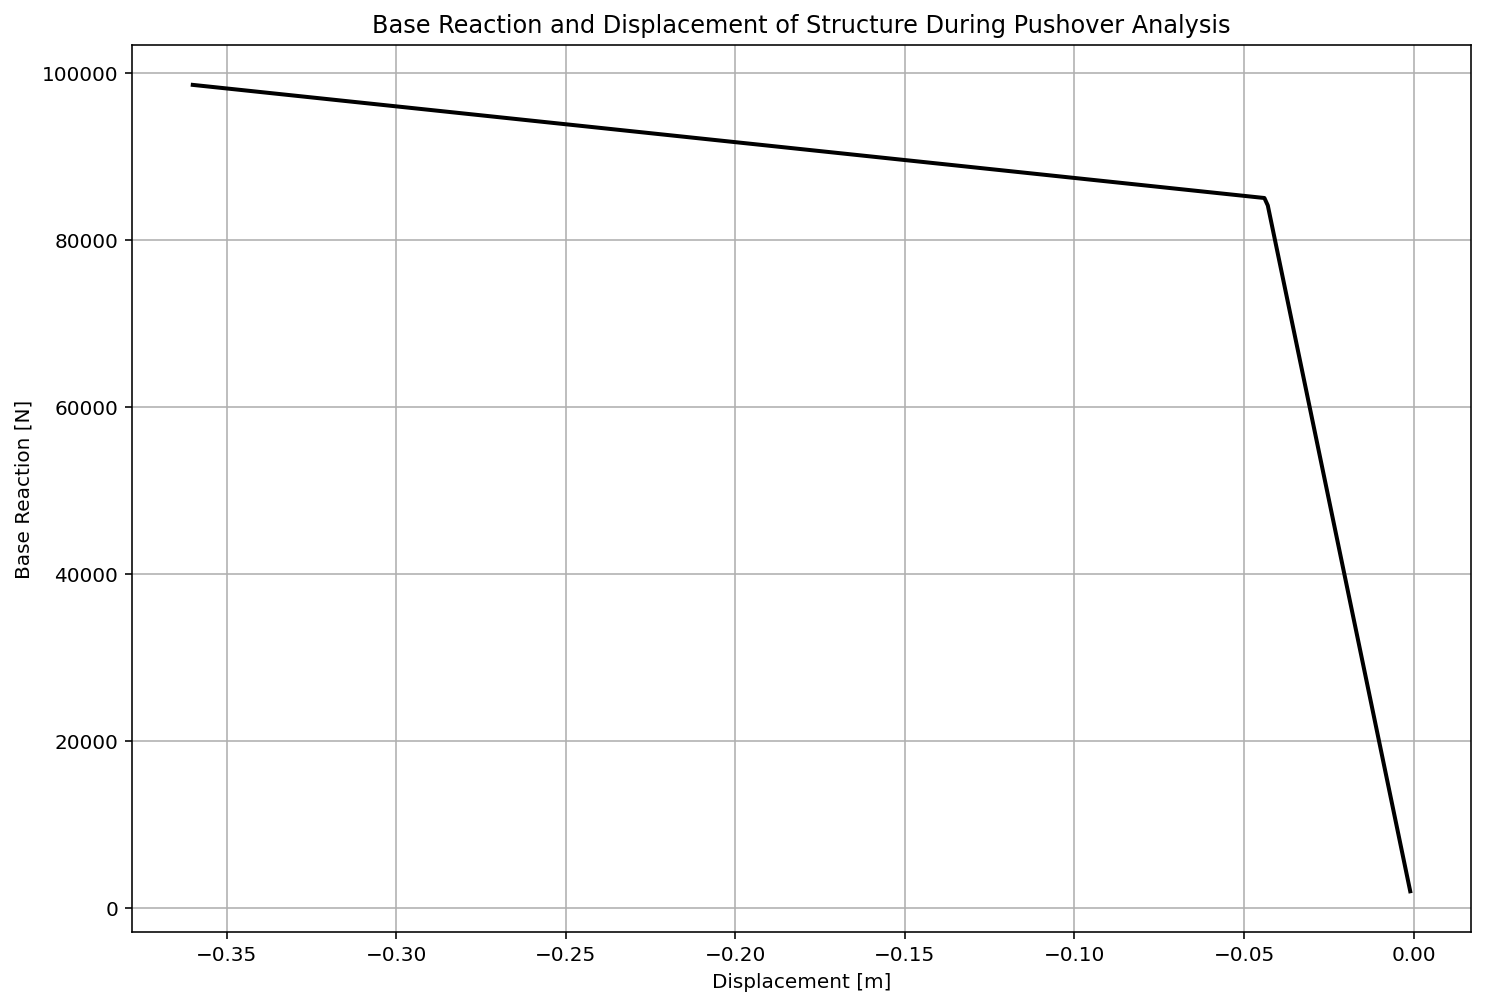 Base Reaction and Displacement of Structure During Pushover Analysis
100000
80000
60000
40000
20000
0
Base Reaction [N]
−0.35 −0.30 −0.25 −0.20 −0.15 −0.10 −0.05 0.00
Displacement [m]